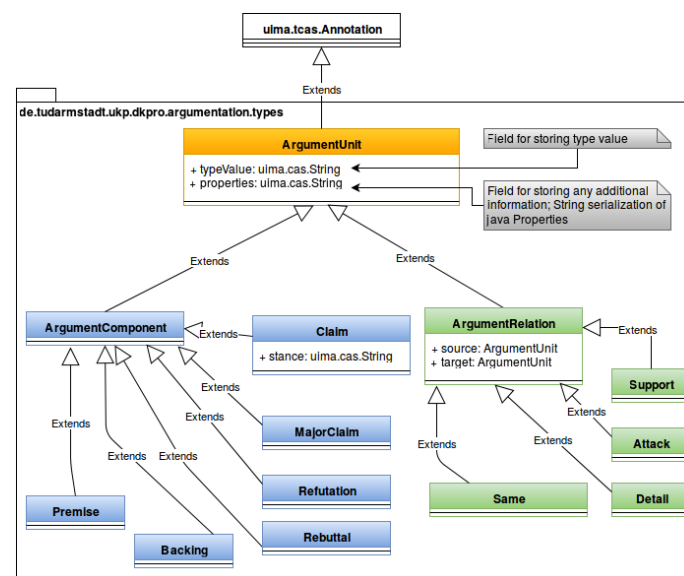 uima.tcas.Annotation
Extends
de.tudarmstadt.ukp.dkpro.argumentation.types
ArgumentUnit
+ typeValue: uima.cas.String
+ properties: uima.cas.String
Field for storing type value
Field for storing any additional
information; String serialization of
java Properties
Extends
Extends
ArgumentComponent
Extends
Claim
+ stance: uima.cas.String
ArgumentRelation
+ source: ArgumentUnit
+ target: ArgumentUnit
Extends
Support
Extends
Extends
Extends
Extends
Extends
MajorClaim
Extends
Extends
Extends
Attack
Premise
Backing
Refutation
Rebuttal
Same
Detail